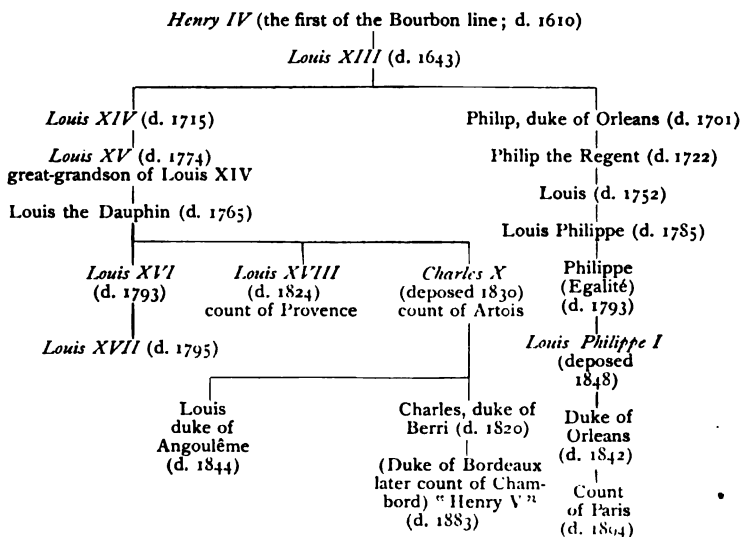 Henry IV (the first of the Bourbon line; d. 1610)
Louis XIII (d. 1643)
Louis XIV (d. 1715)
Louis XV (d. 1774)
great-grandson of Louis XIV
Louis the Dauphin (d. 1765)
Philip, duke of Orleans (d. 1701)
Philip the Regent (d. 1722)
Louis (d. 1752)
Louis Philippe (d. 1785)
Louis XVI
(d. 1793)
Louis XVII (d. 1795)
Louis XVIII
(d. 1824)
count of Provence
Charles X
(deposed 1830)
count of Artois
Philippe
(Egalité)
(d. 1793)
Louis Philippe I
(deposed
1848)
Louis
duke of
Angoulême
(d. 1844)
Charles, duke of
Berri (d. 1820)
(Duke of Bordeaux
later count of Cham-
bord) "Henry V"
(d. 1883)
Duke of
Orleans
(d. 1842)
Count
of Paris
(d. 1894)